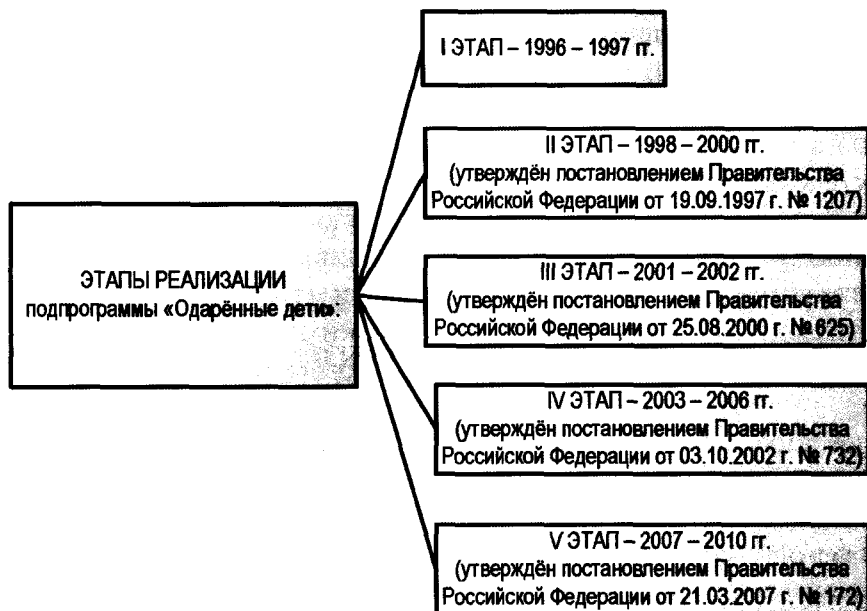 I ЭТАП – 1996 – 1997 гг.
II ЭТАП – 1998 – 2000 гг.
(утверждён постановлением Правительства
Российской Федерации от 19.09.1997 г. № 1207)
ЭТАПЫ РЕАЛИЗАЦИИ
подпрограммы «Одарённые дети»:
III ЭТАП – 2001 – 2002 гг.
(утверждён постановлением Правительства
Российской Федерации от 25.08.2000 г. № 625)
IV ЭТАП – 2003 – 2006 гг.
(утверждён постановлением Правительства
Российской Федерации от 03.10.2002 г. № 732)
V ЭТАП – 2007 – 2010 гг.
(утверждён постановлением Правительства
Российской Федерации от 21.03.2007 г. № 172)